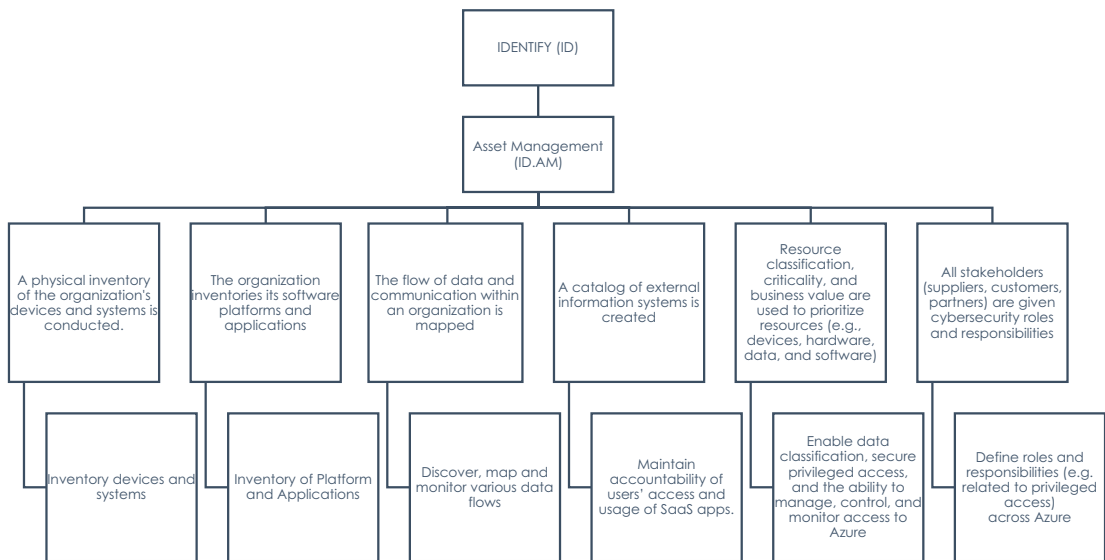 IDENTIFY (ID)
Asset Management
(ID.AM)
A physical inventory
of the organization's
devices and systems is
conducted.
The organization
inventories its software
platforms and
applications
The flow of data and
communication within
an organization is
mapped
A catalog of external
information systems is
created
Resource
classification,
criticality, and
business value are
used to prioritize
resources (e.g.,
devices, hardware,
data, and software)
All stakeholders
(suppliers, customers,
partners) are given
cybersecurity roles
and responsibilities
Inventory devices and
systems
Inventory of Platform
and Applications
Discover, map and
monitor various data
flows
Maintain
accountability of
users' access and
usage of SaaS apps.
Enable data
classification, secure
privileged access,
and the ability to
manage, control, and
monitor access to
Azure
Define roles and
responsibilities (e.g.
related to privileged
access)
across Azure